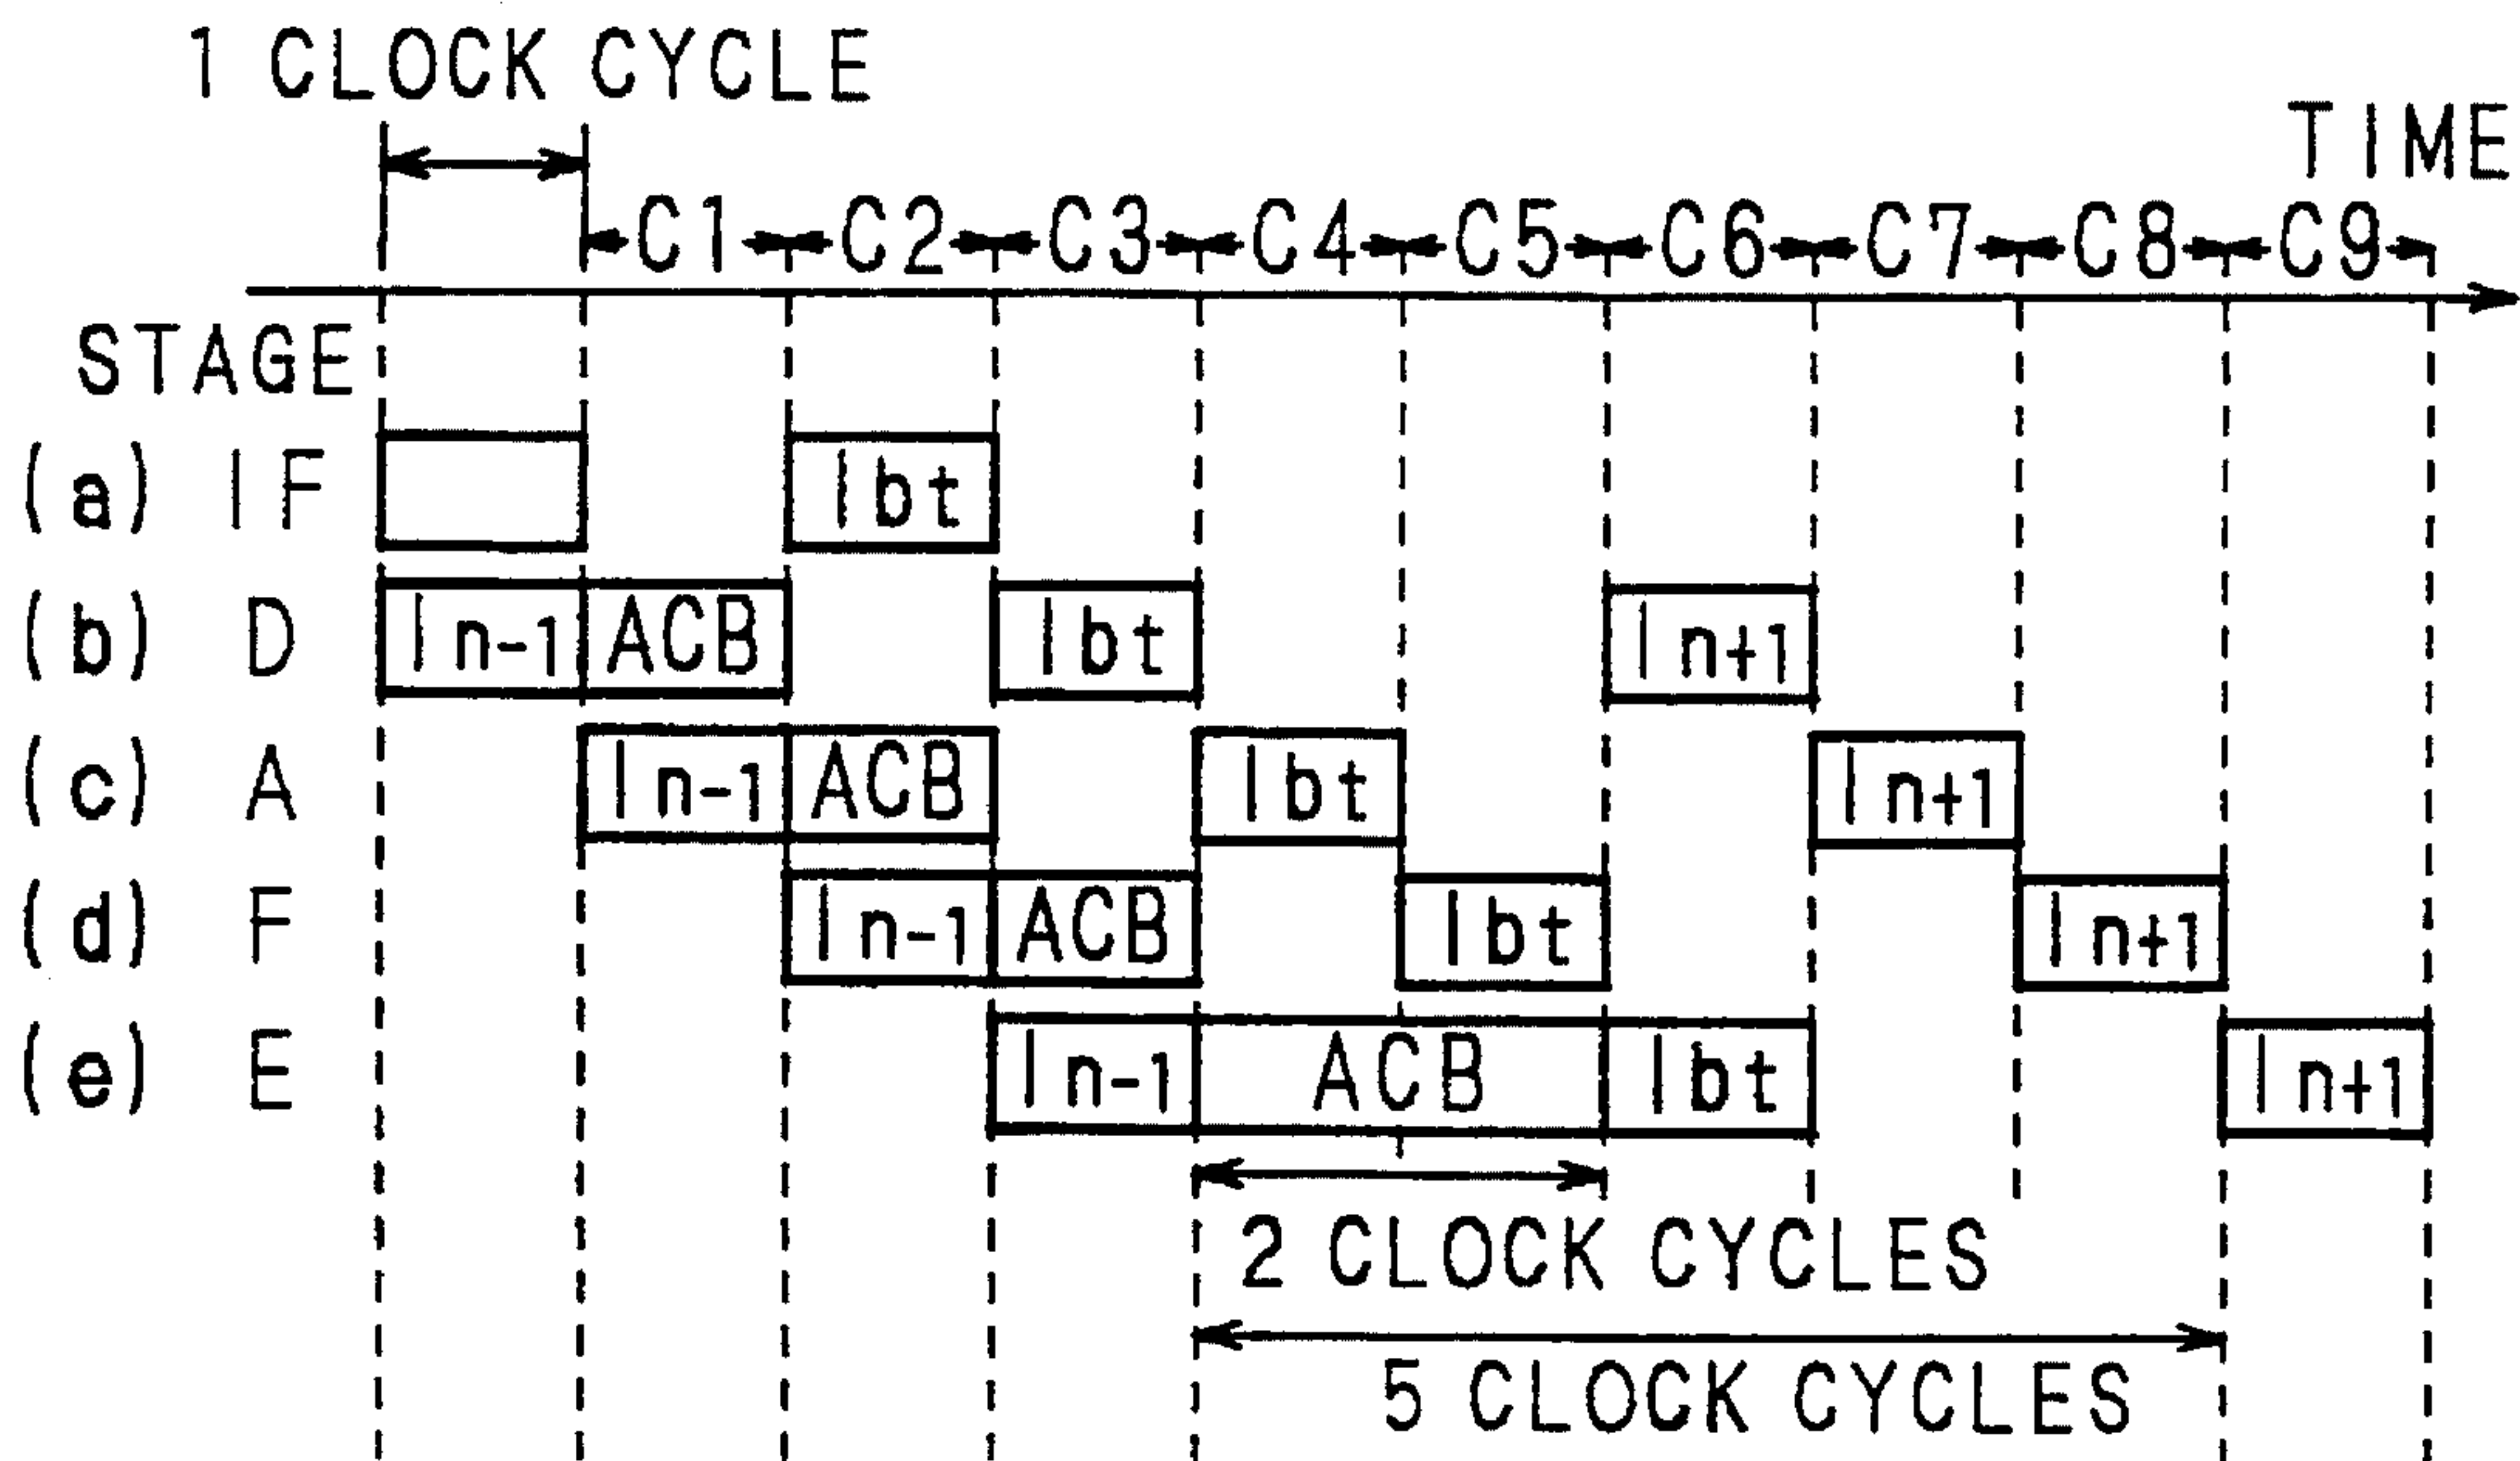 1 CLOCK CYCLE
TIME
C1 C2 C3 C4 C5 C6 C7 C8 C9
STAGE
(a) IF Ibt
(b) D In-1 ACB Ibt In+1
(c) A In-1 ACB Ibt In+1
(d) F In-1 ACB Ibt In+1
(e) E In-1 ACB Ibt In+1
2 CLOCK CYCLES
5 CLOCK CYCLES